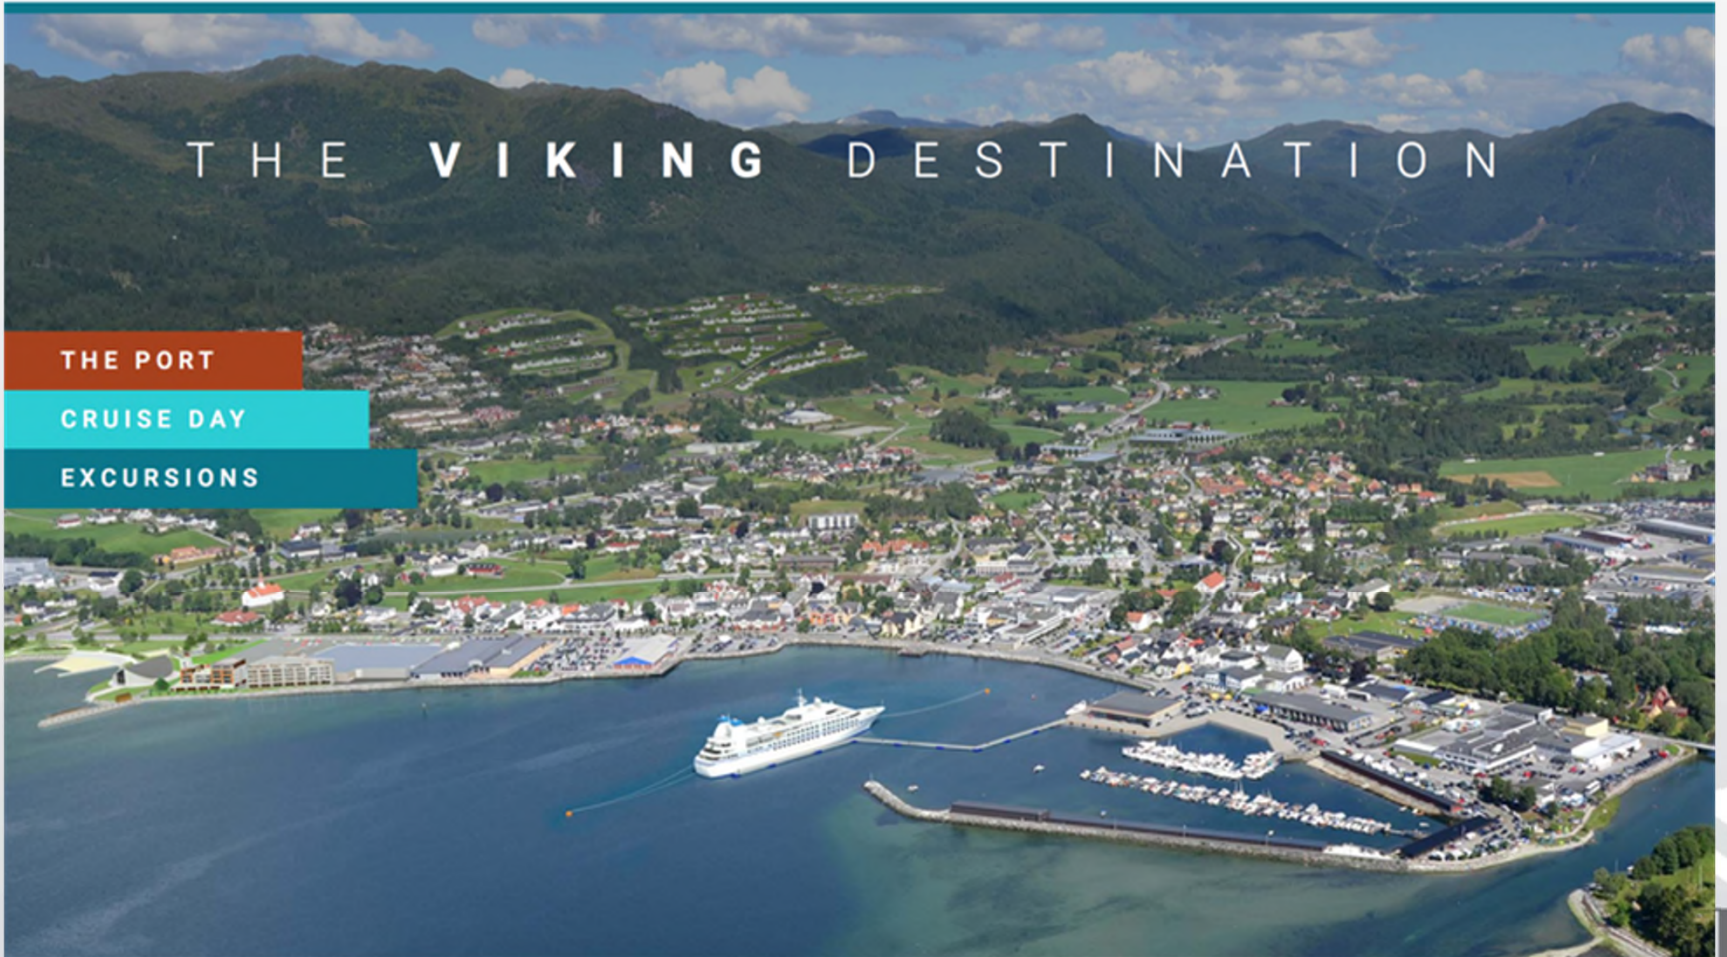 THE VIKING DESTINATION
THE PORT
CRUISE DAY
EXCURSIONS